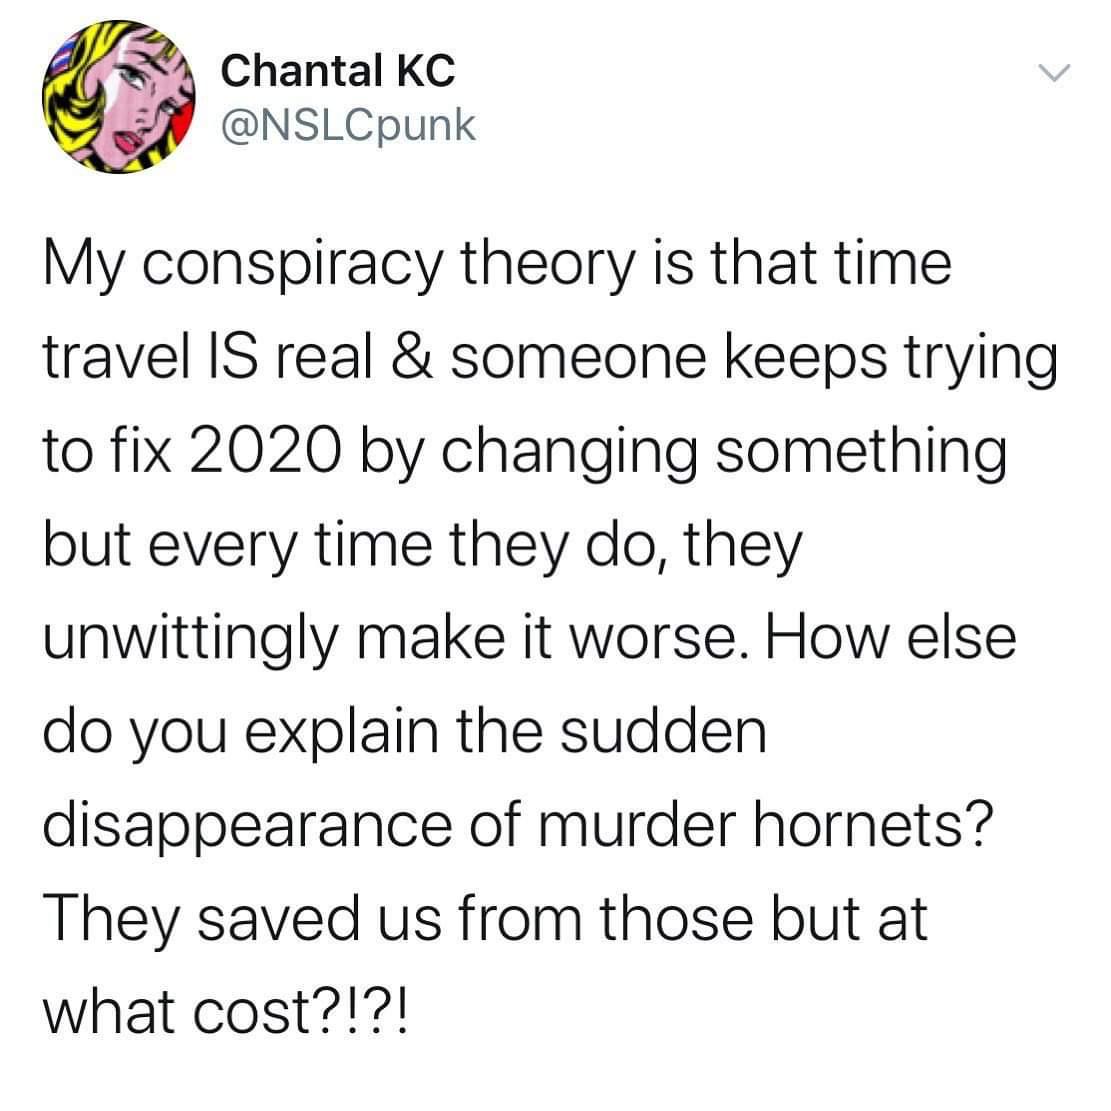 Chantal KC
@NSLCpunk
My conspiracy theory is that time
travel IS real & someone keeps trying
to fix 2020 by changing something
but every time they do, they
unwittingly make it worse. How else
do you explain the sudden
disappearance of murder hornets?
They saved us from those but at
what cost?!?!